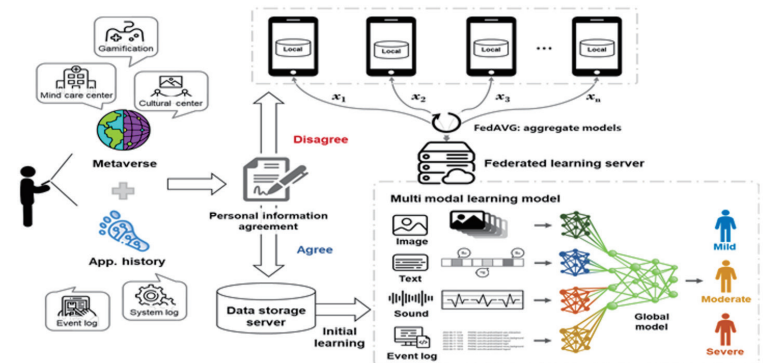 Gamification
Mind care center
Cultural center
Metaverse
App. history
Event log
System log
Disagree
Personal information
agreement
Agree
Data storage
server
Initial
learning
Local
Local
Local
...
Local
x1
x2
x3
xn
FedAVG: aggregate models
Federated learning server
Multi modal learning model
Image
Text
Sound
Event log
Global
model
Mild
Moderate
Severe